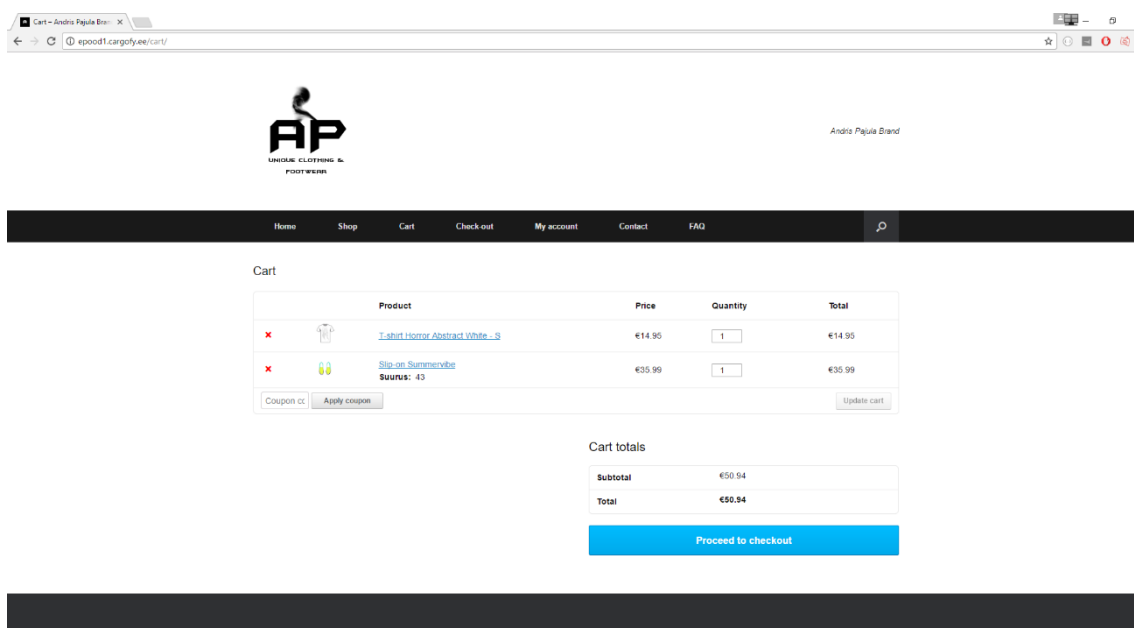 Cart – Andris Pajula Bran
epood1.cargofy.ee/cart/
AP
UNIQUE CLOTHING &
FOOTWEAR
Andris Pajula Brand
Home Shop Cart Check-out My account Contact FAQ
Cart
Product Price Quantity Total
T-shirt Horror Abstract White - S €14.95 1 €14.95
Slip-on Summervibe €35.99 1 €35.99
Suurus: 43
Coupon cc Apply coupon Update cart
Cart totals
Subtotal €50.94
Total €50.94
Proceed to checkout